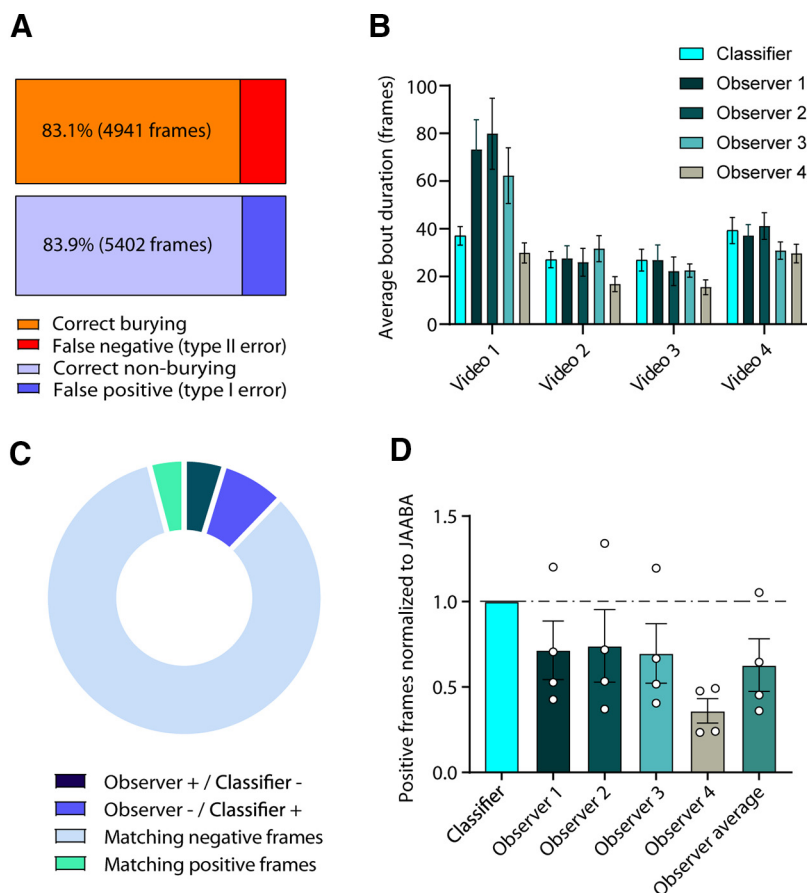 A
83.1% (4941 frames)
83.9% (5402 frames)
Correct burying
False negative (type II error)
Correct non-burying
False positive (type I error)
B
Classifier
Observer 1
Observer 2
Observer 3
Observer 4
Average bout duration (frames)
100
80
60
40
20
0
Video 1
Video 2
Video 3
Video 4
C
Observer + / Classifier -
Observer - / Classifier +
Matching negative frames
Matching positive frames
D
Positive frames normalized to JAABA
1.5
1.0
0.5
0.0
Classifier
Observer 1
Observer 2
Observer 3
Observer 4
Observer average